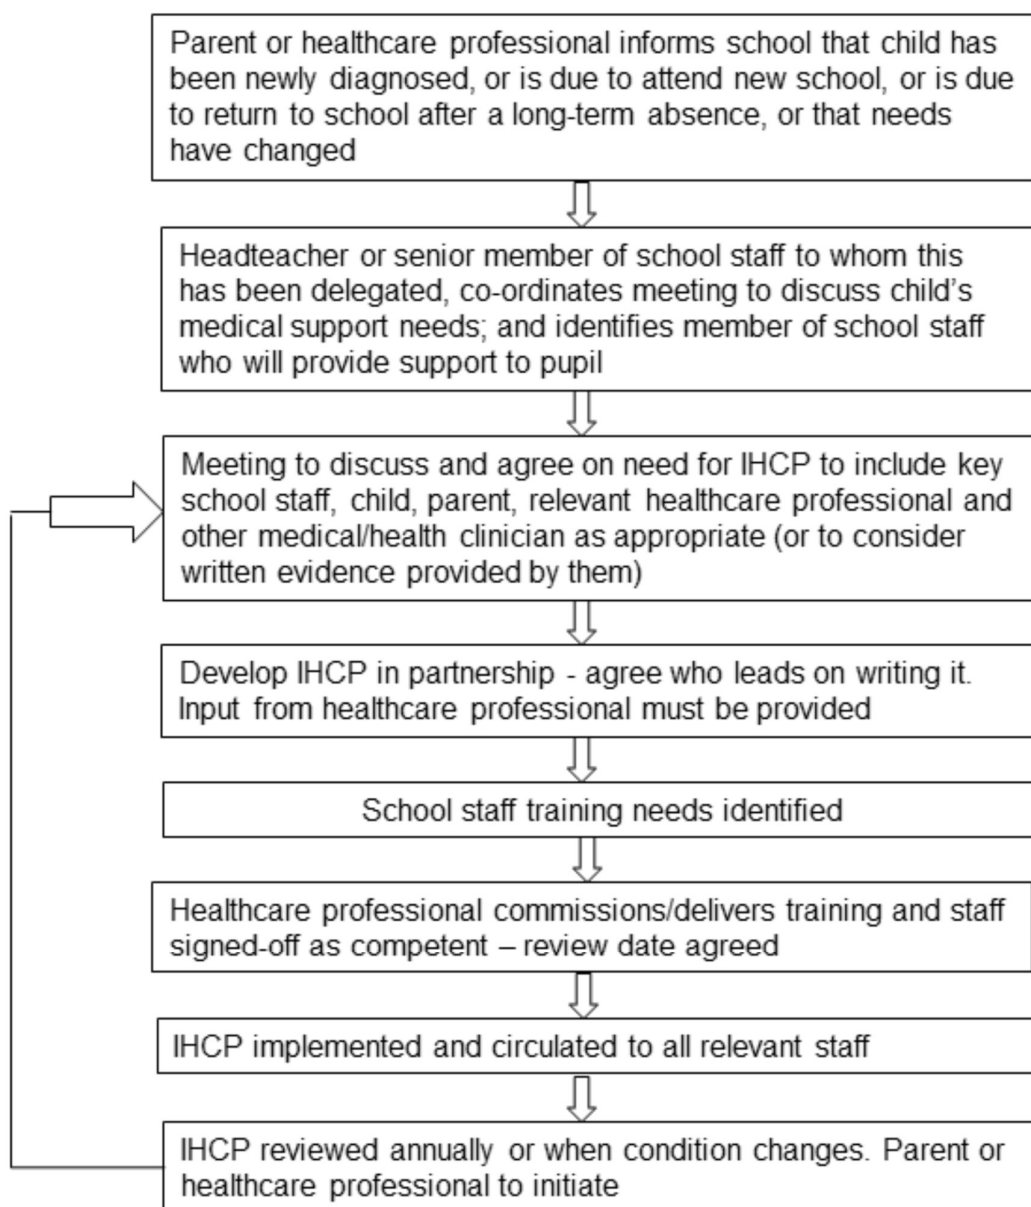 Parent or healthcare professional informs school that child has
been newly diagnosed, or is due to attend new school, or is due
to return to school after a long-term absence, or that needs
have changed
Headteacher or senior member of school staff to whom this
has been delegated, co-ordinates meeting to discuss child's
medical support needs; and identifies member of school staff
who will provide support to pupil
Meeting to discuss and agree on need for IHCP to include key
school staff, child, parent, relevant healthcare professional and
other medical/health clinician as appropriate (or to consider
written evidence provided by them)
Develop IHCP in partnership - agree who leads on writing it.
Input from healthcare professional must be provided
School staff training needs identified
Healthcare professional commissions/delivers training and staff
signed-off as competent – review date agreed
IHCP implemented and circulated to all relevant staff
IHCP reviewed annually or when condition changes. Parent or
healthcare professional to initiate